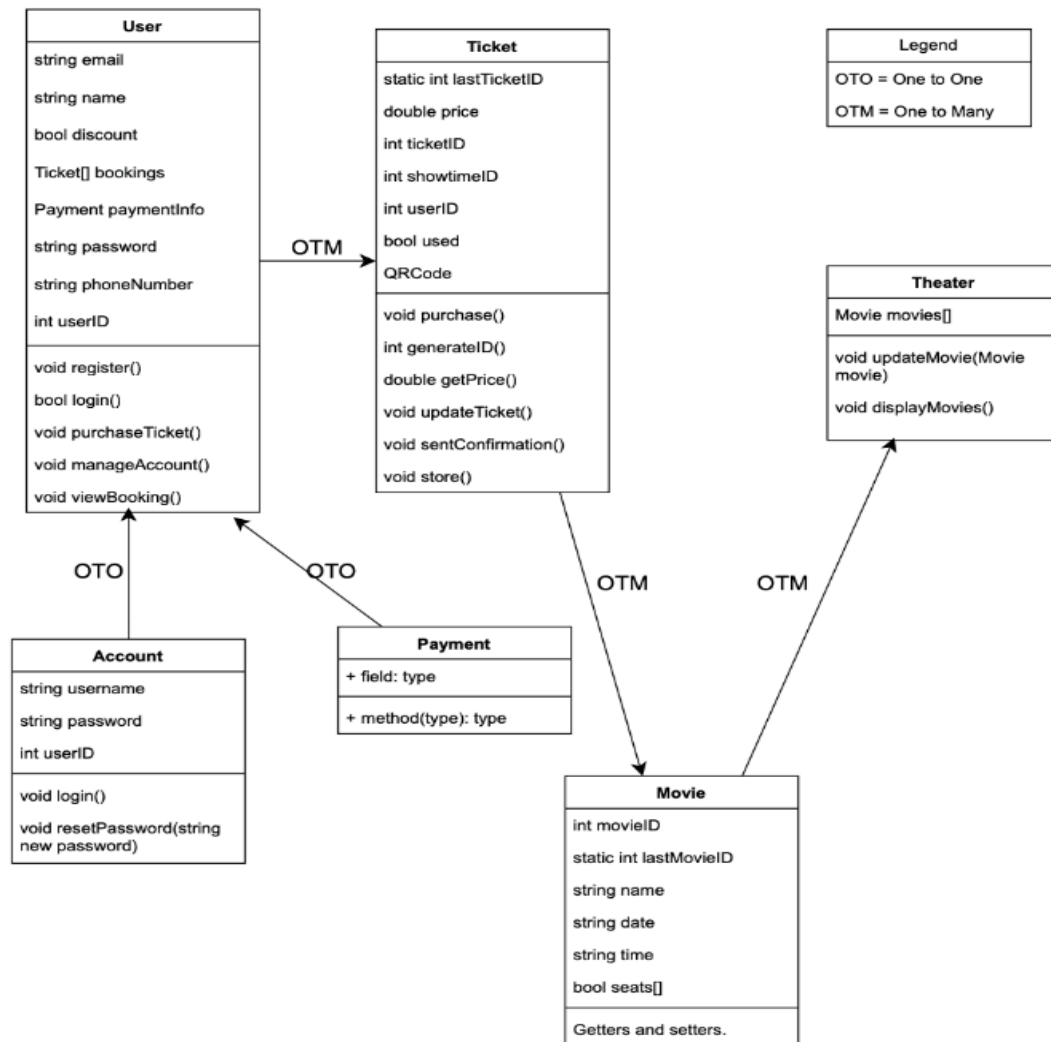 User
string email
string name
bool discount
Ticket[] bookings
Payment paymentInfo
string password
string phoneNumber
int userID
void register()
bool login()
void purchaseTicket()
void manageAccount()
void viewBooking()
OTM
Ticket
static int lastTicketID
double price
int ticketID
int showtimeID
int userID
bool used
QRCode
void purchase()
int generateID()
double getPrice()
void updateTicket()
void sentConfirmation()
void store()
Legend
OTO = One to One
OTM = One to Many
Theater
Movie movies[]
void updateMovie(Movie
movie)
void displayMovies()
OTO
OTO
OTM
OTM
Account
string username
string password
int userID
void login()
void resetPassword(string
new password)
Payment
+ field: type
+ method(type): type
Movie
int movieID
static int lastMovieID
string name
string date
string time
bool seats[]
Getters and setters.